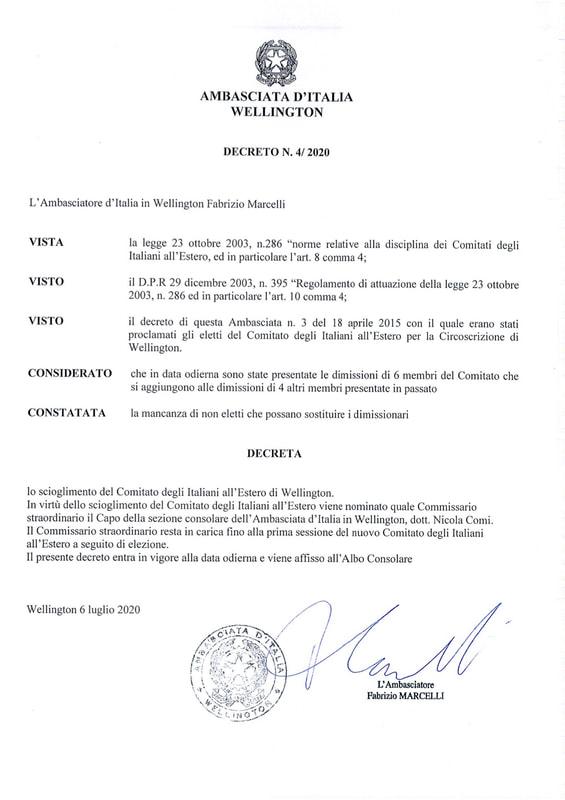 AMBASCIATA D'ITALIA
WELLINGTON
DECRETO N. 4/ 2020
L'Ambasciatore d'Italia in Wellington Fabrizio Marcelli
VISTA la legge 23 ottobre 2003, n.286 “norme relative alla disciplina dei Comitati degli
Italiani all'Estero, ed in particolare l'art. 8 comma 4;
VISTO il D.P.R 29 dicembre 2003, n. 395 “Regolamento di attuazione della legge 23 ottobre
2003, n. 286 ed in particolare l'art. 10 comma 4;
VISTO il decreto di questa Ambasciata n. 3 del 18 aprile 2015 con il quale erano stati
proclamati gli eletti del Comitato degli Italiani all'Estero per la Circoscrizione di
Wellington.
CONSIDERATO che in data odierna sono state presentate le dimissioni di 6 membri del Comitato che
si aggiungono alle dimissioni di 4 altri membri presentate in passato
CONSTATATA la mancanza di non eletti che possano sostituire i dimissionari
DECRETA
lo scioglimento del Comitato degli Italiani all'Estero di Wellington.
In virtù dello scioglimento del Comitato degli Italiani all'Estero viene nominato quale Commissario
straordinario il Capo della sezione consolare dell'Ambasciata d'Italia in Wellington, dott. Nicola Comi.
Il Commissario straordinario resta in carica fino alla prima sessione del nuovo Comitato degli Italiani
all'Estero a seguito di elezione.
Il presente decreto entra in vigore alla data odierna e viene affisso all'Albo Consolare
Wellington 6 luglio 2020
AMBASCIATA D'ITALIA
WELLINGTON
L'Ambasciatore
Fabrizio MARCELLI